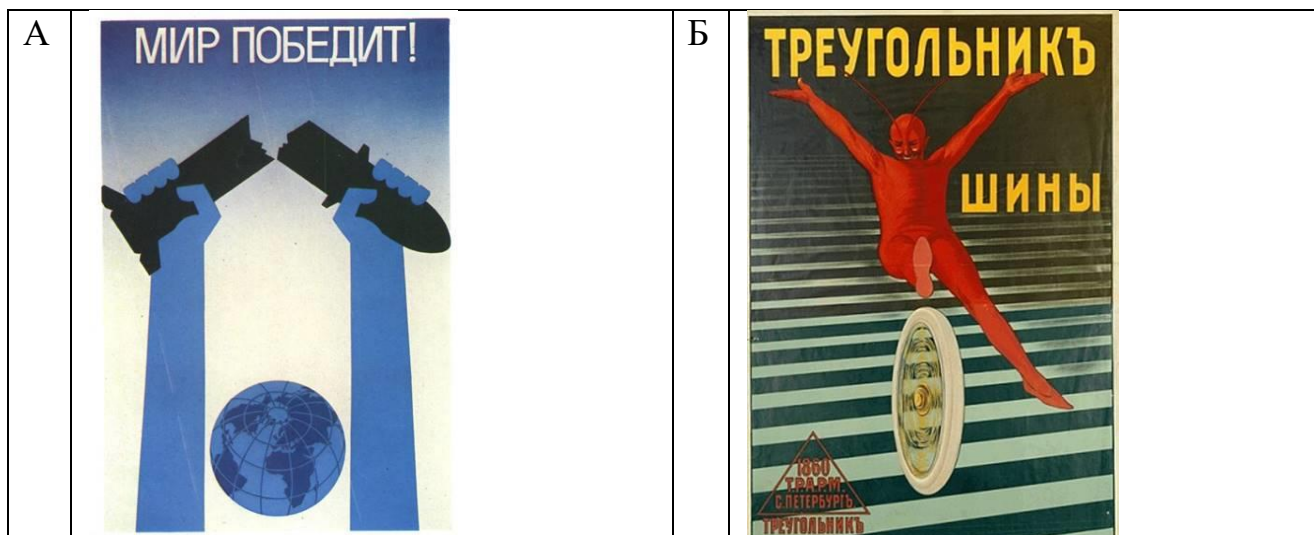 А
МИР ПОБЕДИТ!
Б
ТРЕУГОЛЬНИКЪ
ШИНЫ
1860
Т.Р.А.Р.М.
С.ПЕТЕРБУРГЪ
ТРЕУГОЛЬНИКЪ